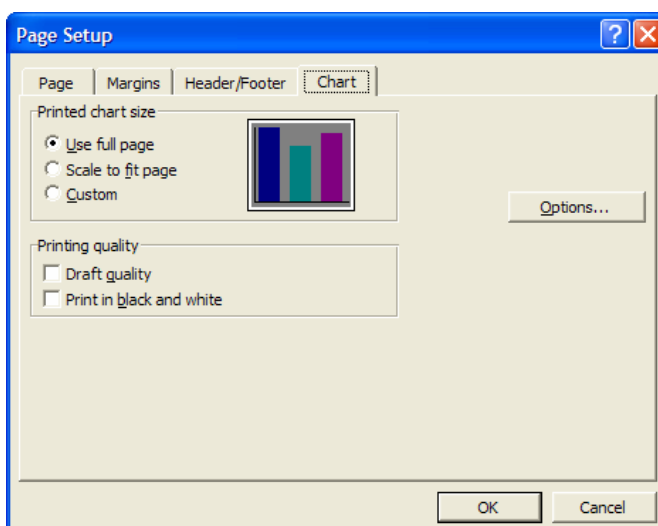 Page Setup
Page Margins Header/Footer Chart
Printed chart size
Use full page
Scale to fit page
Custom
Options...
Printing quality
Draft quality
Print in black and white
OK Cancel